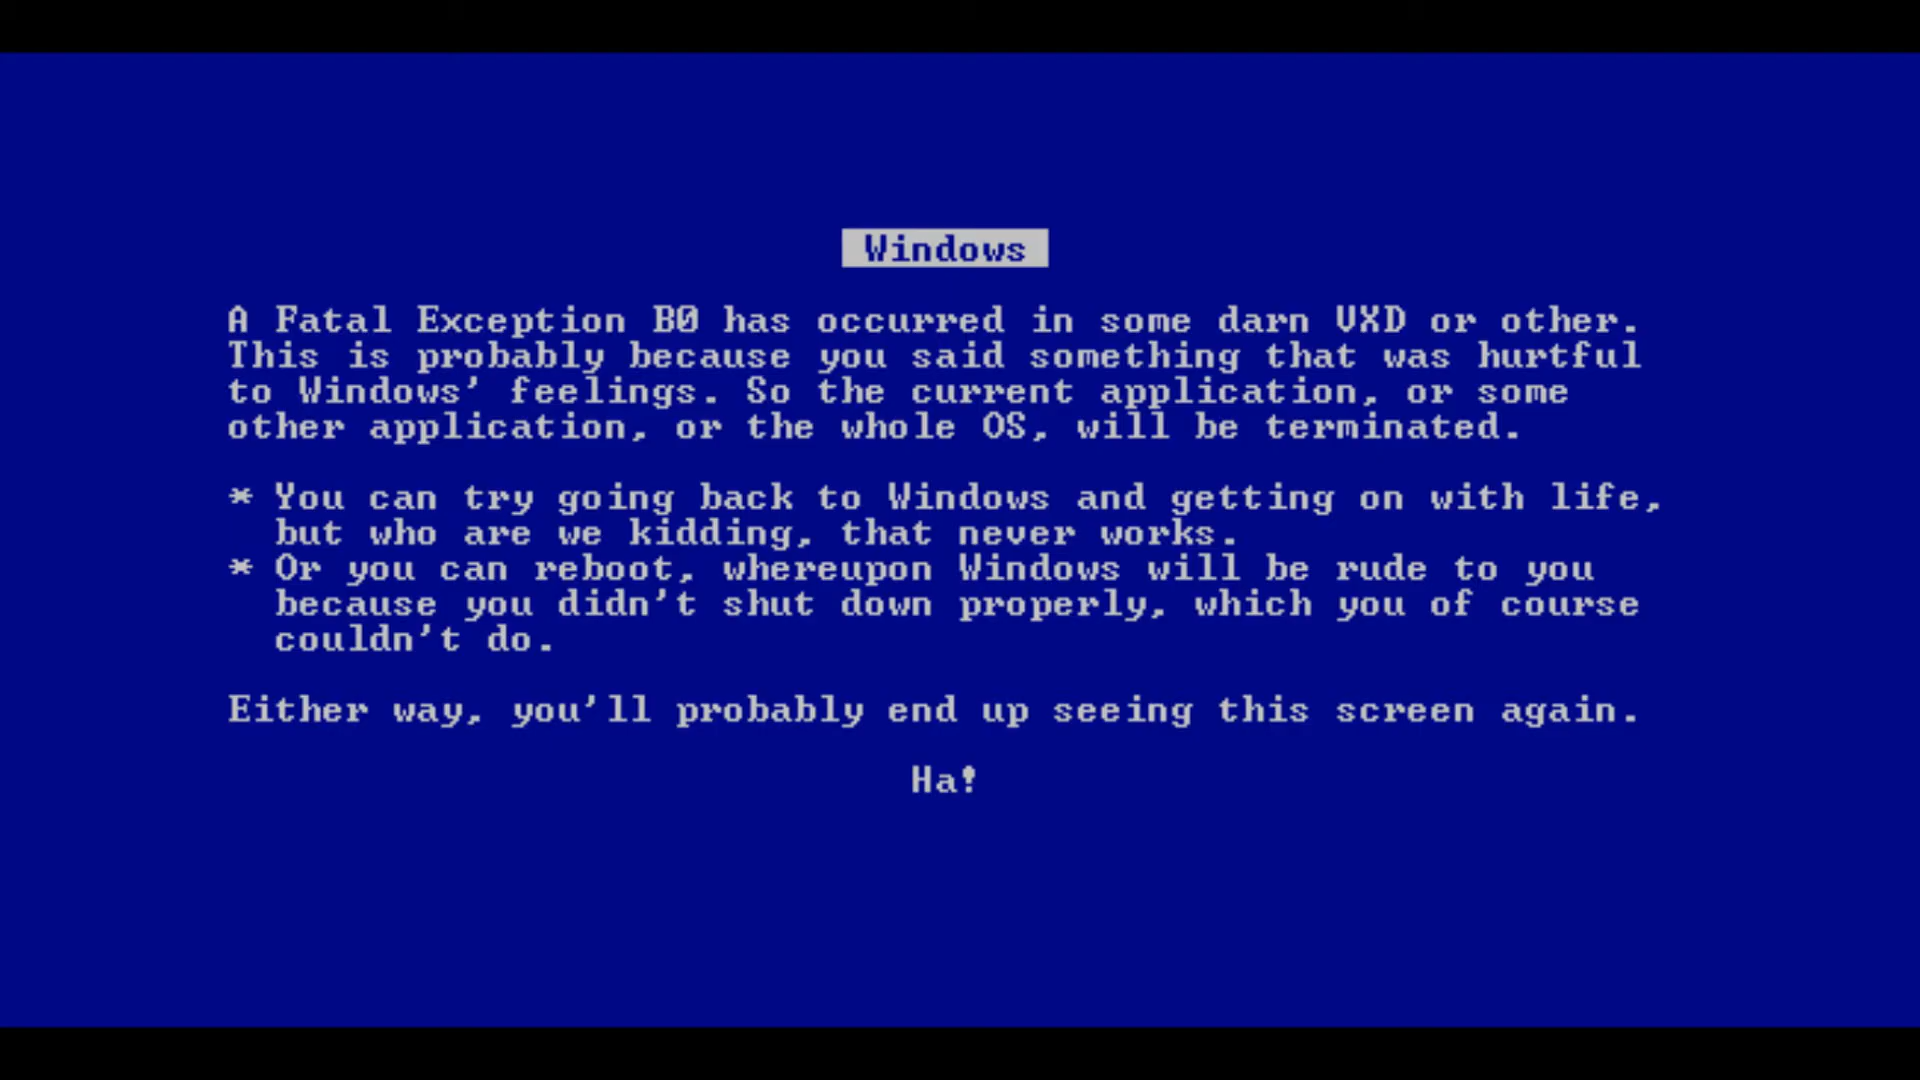 Windows
A Fatal Exception B0 has occurred in some darn VXD or other.
This is probably because you said something that was hurtful
to Windows' feelings. So the current application, or some
other application, or the whole OS, will be terminated.
* You can try going back to Windows and getting on with life,
but who are we kidding, that never works.
* Or you can reboot, whereupon Windows will be rude to you
because you didn't shut down properly, which you of course
couldn't do.
Either way, you'll probably end up seeing this screen again.
Ha!